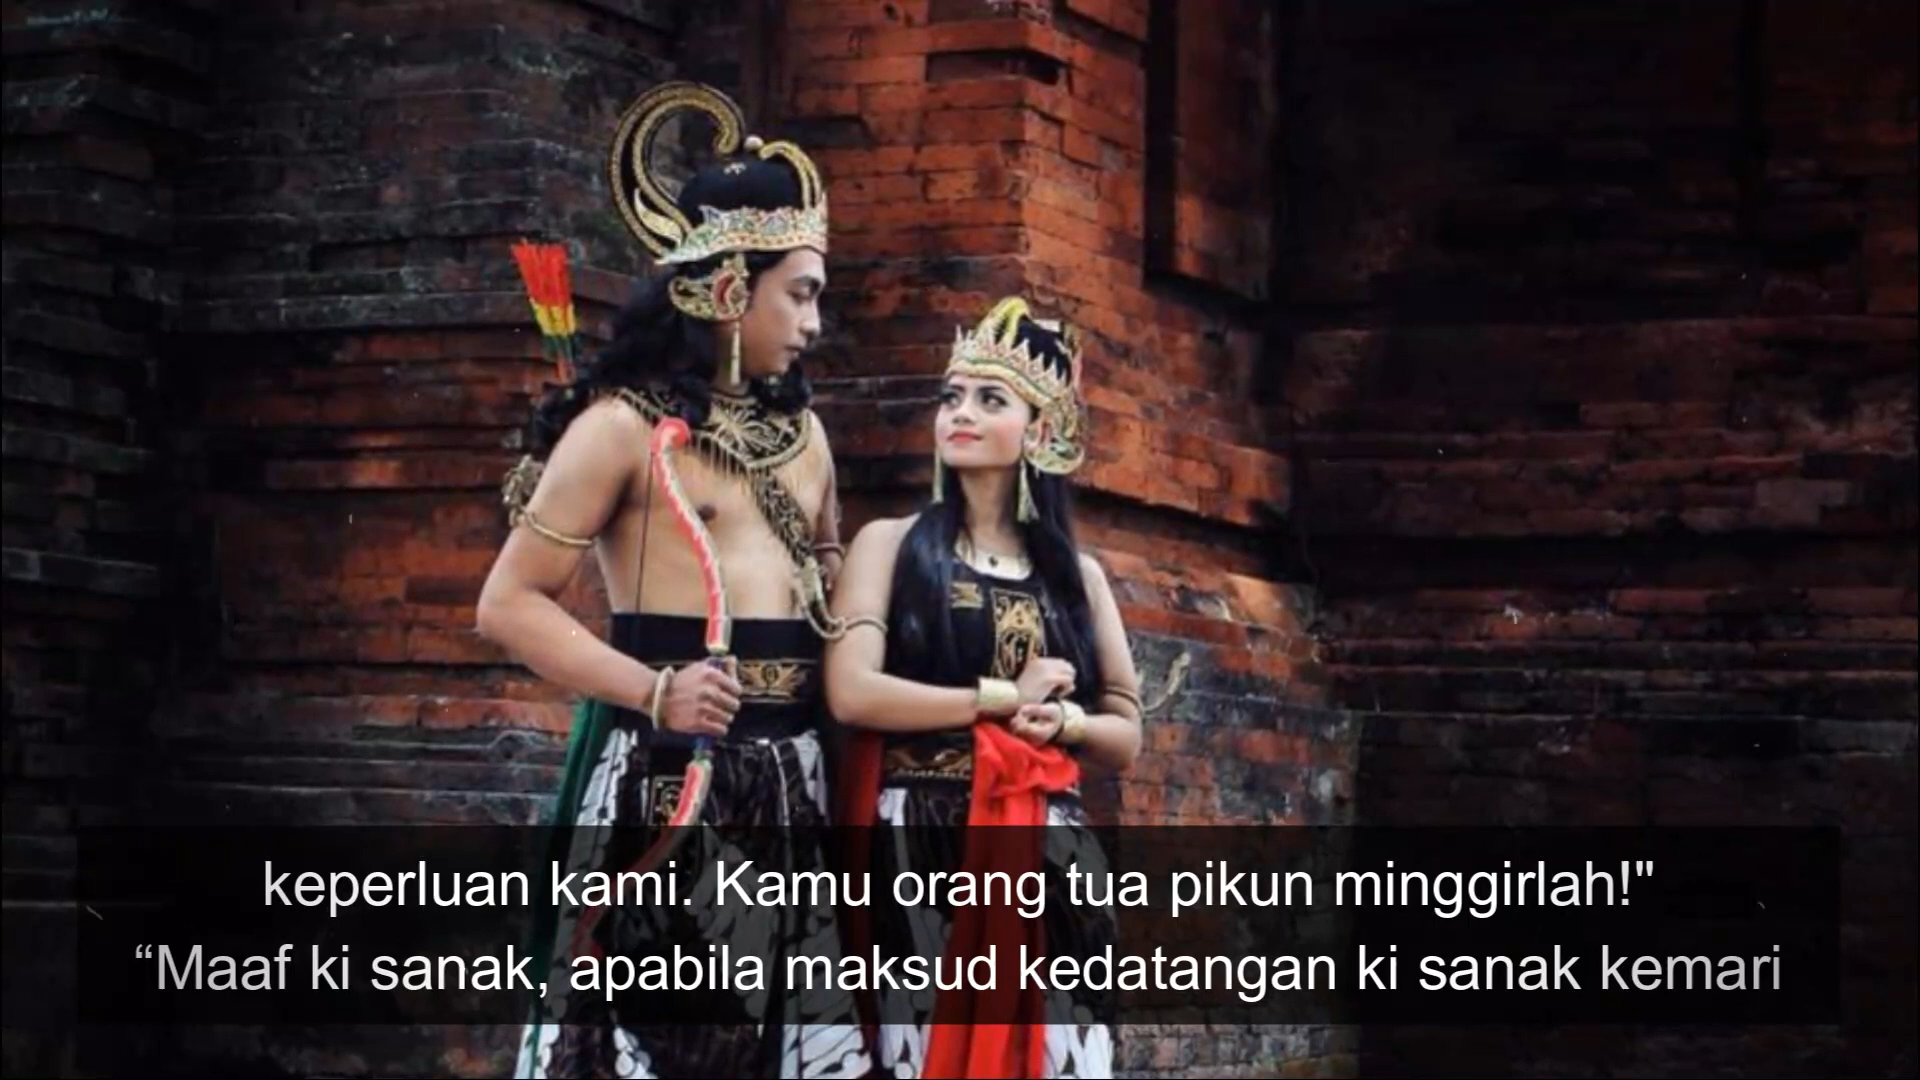 keperluan kami. Kamu orang tua pikun minggirlah!"
“Maaf ki sanak, apabila maksud kedatangan ki sanak kemari